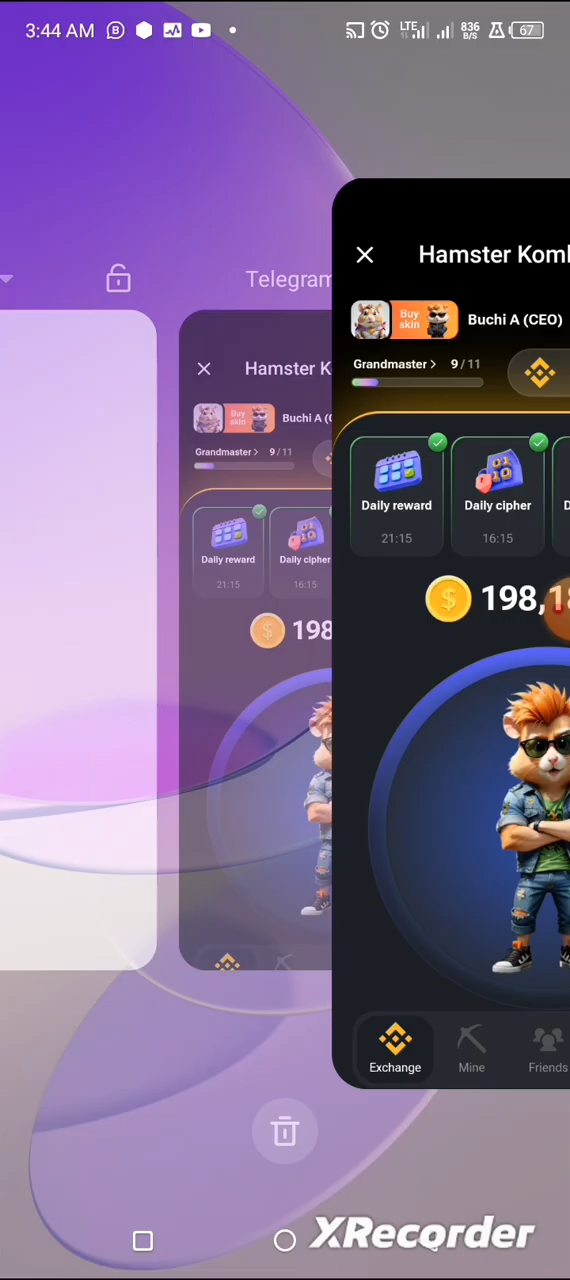 3:44 AM
LTE
836
B/S
67
Telegram
Hamster Koml
Buy
skin
Buchi A (CEO)
Grandmaster >
9 / 11
Daily reward
21:15
Daily cipher
16:15
D
198,1
Exchange
Mine
Friends
Hamster K
Buy
skin
Buchi A (C
Grandmaster >
9 / 11
Daily reward
21:15
Daily cipher
16:15
198
XRecorder